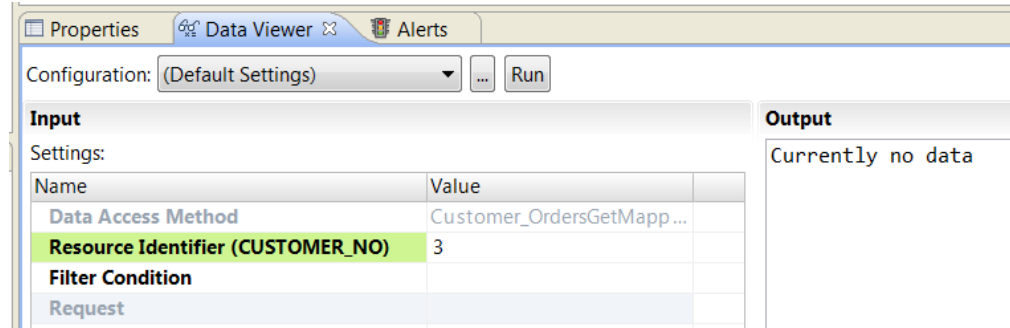 Properties Data Viewer Alerts
Configuration: (Default Settings) ... Run
Input Output
Settings: Currently no data
Name Value
Data Access Method Customer_OrdersGetMapp...
Resource Identifier (CUSTOMER_NO) 3
Filter Condition
Request